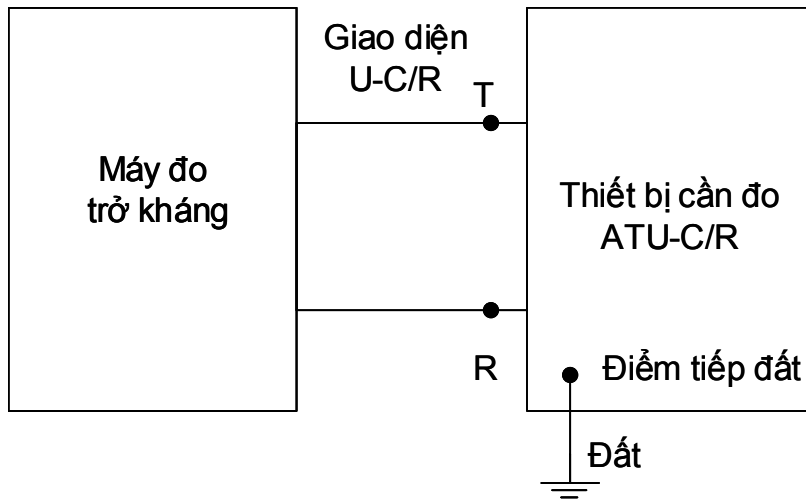 Giao diện
U-C/R
T
Máy đo
trở kháng
Thiết bị cần đo
ATU-C/R
R
Điểm tiếp đất
Đất